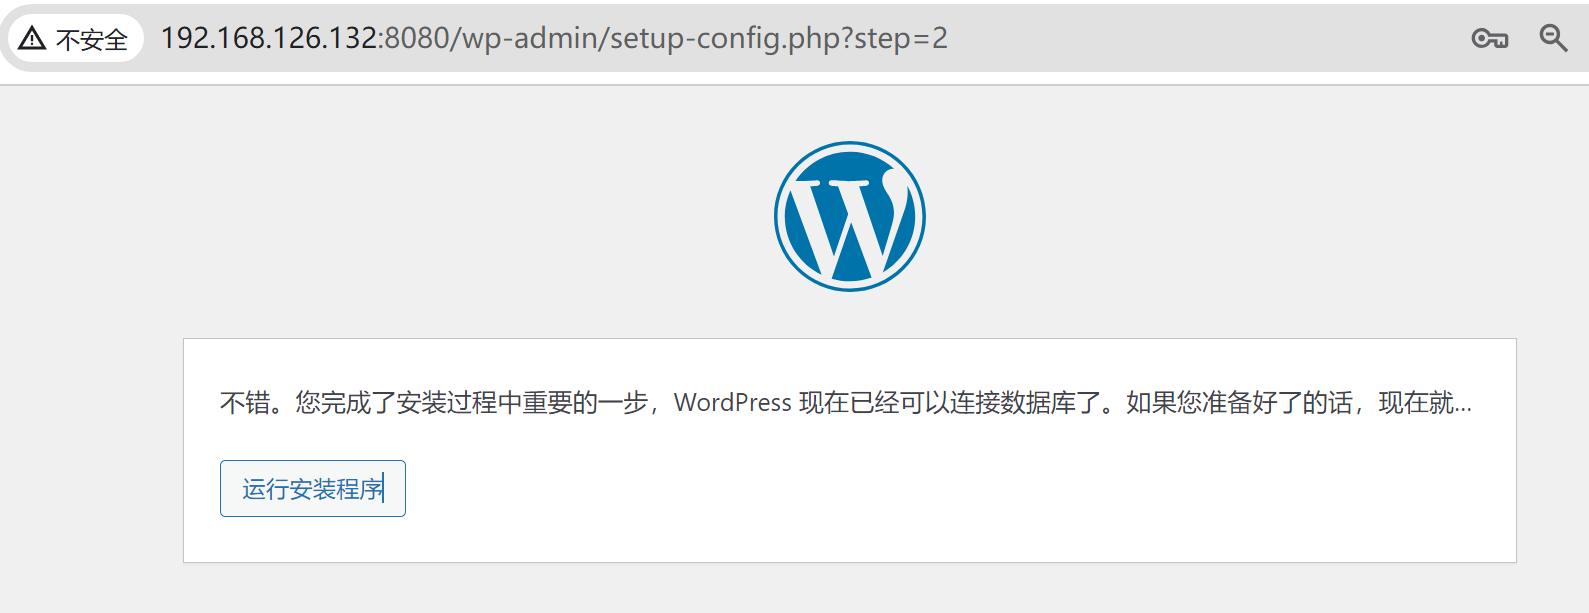 不安全 192.168.126.132:8080/wp-admin/setup-config.php?step=2
不错。您完成了安装过程中重要的一步，WordPress 现在已经可以连接数据库了。如果您准备好了的话，现在就...
运行安装程序